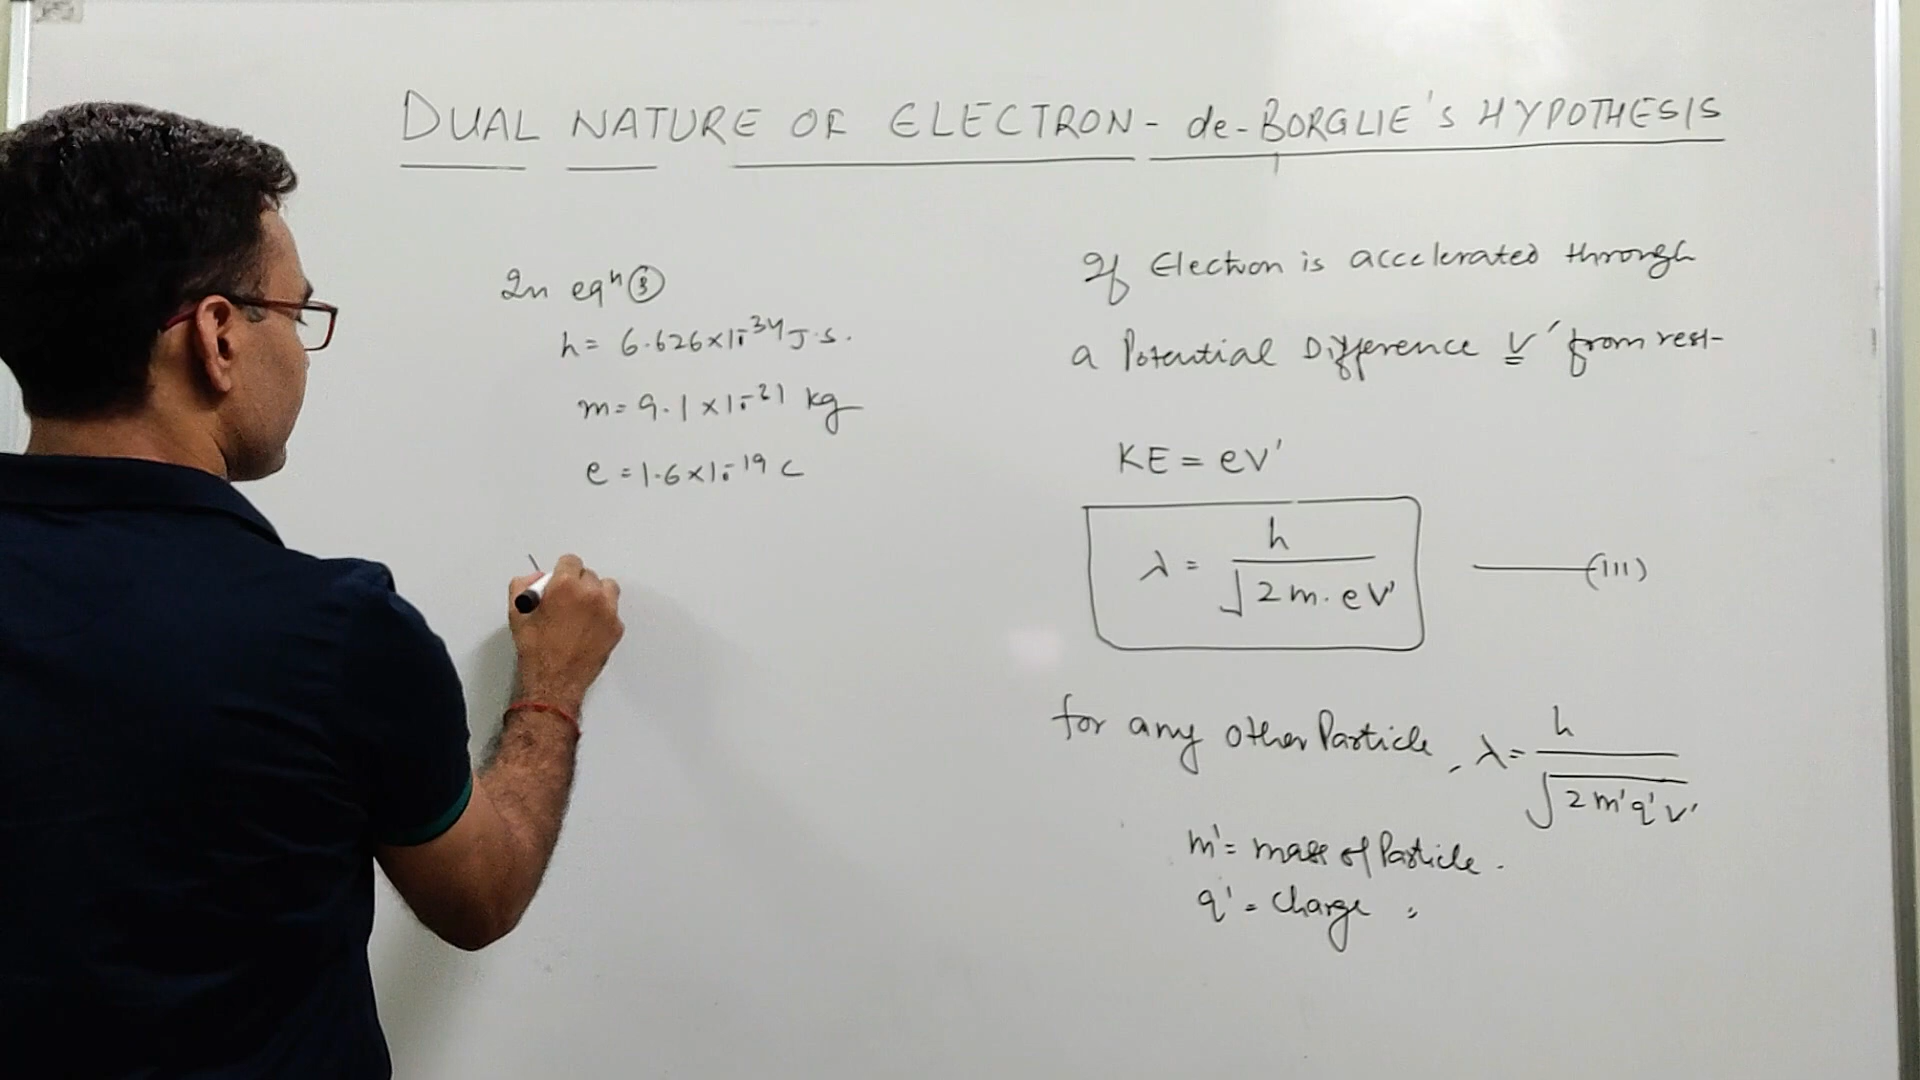 DUAL NATURE OF ELECTRON - de-BORGLIE'S HYPOTHESIS
In eqⁿ ③
h = 6.626×10⁻³⁴ J.s.
m = 9.1×10⁻²¹ kg
e = 1.6×10⁻¹⁹ C
λ
If Electron is accelerated through
a Potential Difference V' from rest-
KE = eV'
λ = h / √2m.eV' ——(III)
for any other Particle, λ = h / √2m'q'V'
m' = mass of Particle.
q' = charge "